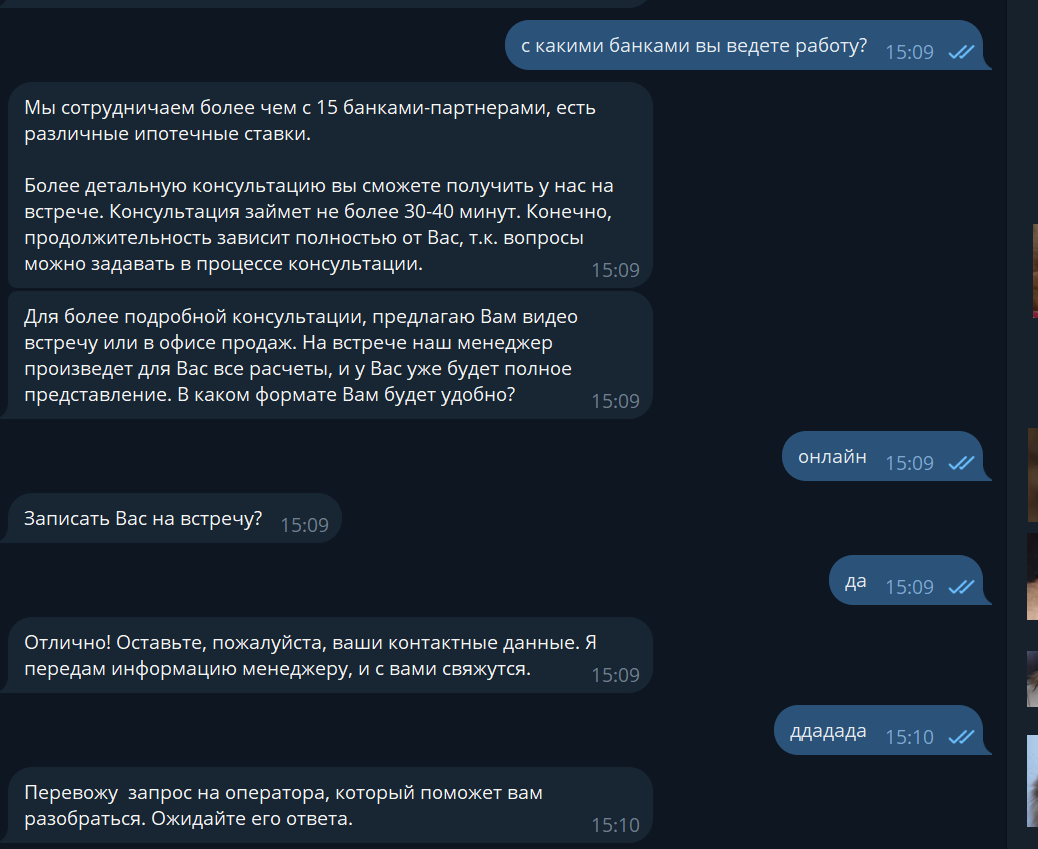 с какими банками вы ведете работу? 15:09
Мы сотрудничаем более чем с 15 банками-партнерами, есть
различные ипотечные ставки.
Более детальную консультацию вы сможете получить у нас на
встрече. Консультация займет не более 30-40 минут. Конечно,
продолжительность зависит полностью от Вас, т.к. вопросы
можно задавать в процессе консультации. 15:09
Для более подробной консультации, предлагаю Вам видео
встречу или в офисе продаж. На встрече наш менеджер
произведет для Вас все расчеты, и у Вас уже будет полное
представление. В каком формате Вам будет удобно? 15:09
онлайн 15:09
Записать Вас на встречу? 15:09
да 15:09
Отлично! Оставьте, пожалуйста, ваши контактные данные. Я
передам информацию менеджеру, и с вами свяжутся. 15:09
ддадада 15:10
Перевожу  запрос на оператора, который поможет вам
разобраться. Ожидайте его ответа. 15:10